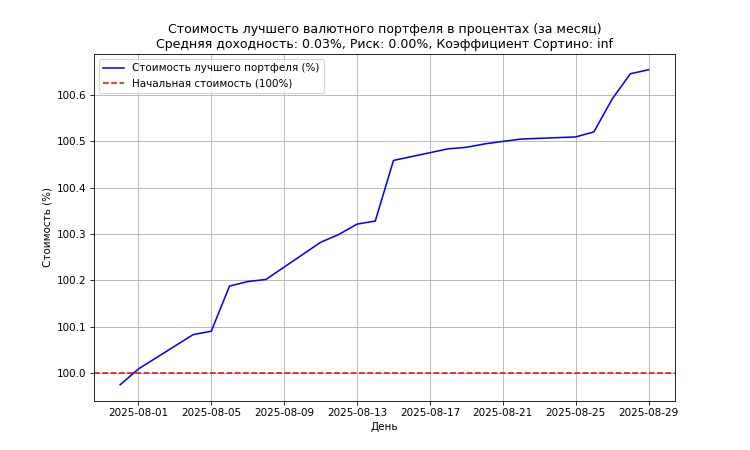 Стоимость лучшего валютного портфеля в процентах (за месяц)
Средняя доходность: 0.03%, Риск: 0.00%, Коэффициент Сортино: inf
Стоимость лучшего портфеля (%)
Начальная стоимость (100%)
Стоимость (%)
100.6
100.5
100.4
100.3
100.2
100.1
100.0
2025-08-01 2025-08-05 2025-08-09 2025-08-13 2025-08-17 2025-08-21 2025-08-25 2025-08-29
День